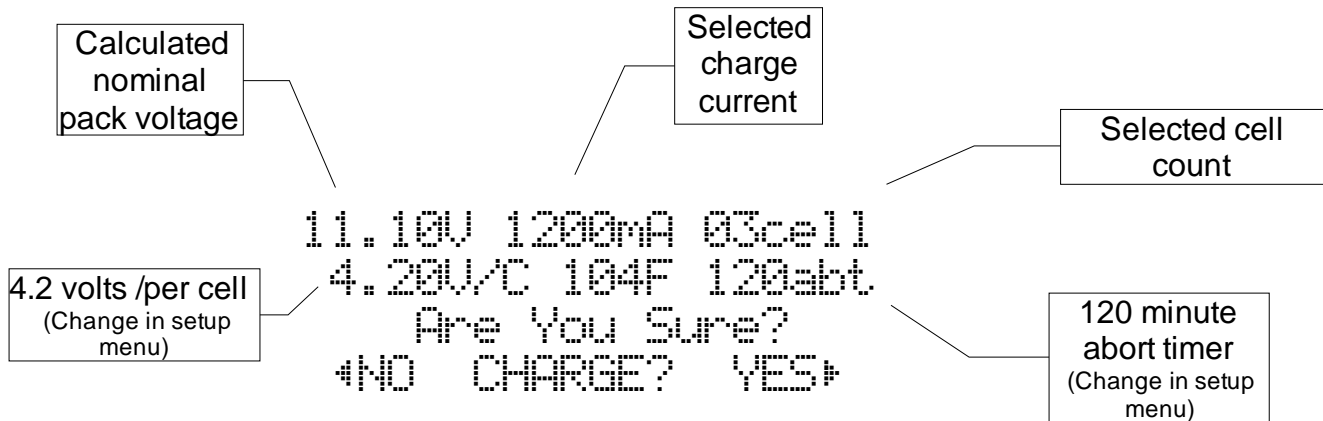 Calculated
nominal
pack voltage
Selected
charge
current
Selected cell
count
11.10V 1200mA 03cell
4.20V/C 104F 120abt
Are You Sure?
◂NO CHARGE? YES▸
4.2 volts /per cell
(Change in setup
menu)
120 minute
abort timer
(Change in setup
menu)